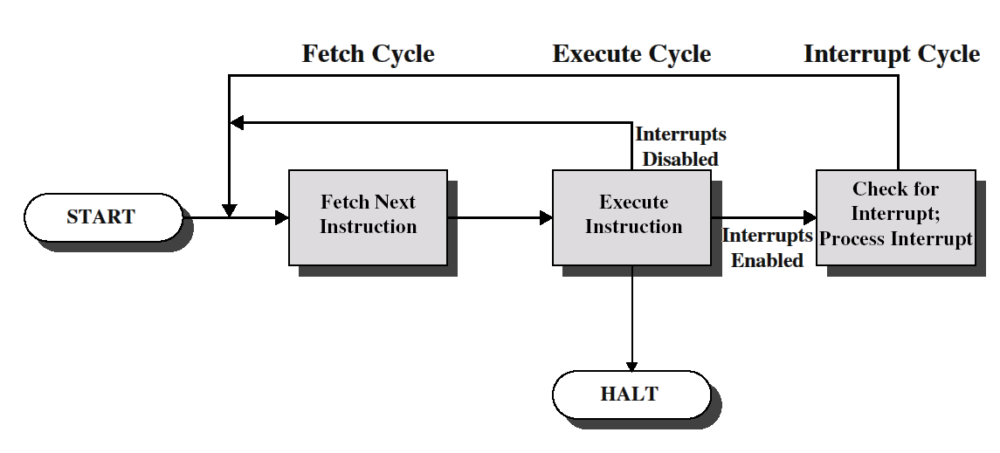 Fetch Cycle
Execute Cycle
Interrupt Cycle
Interrupts
Disabled
START
Fetch Next
Instruction
Execute
Instruction
Interrupts
Enabled
Check for
Interrupt;
Process Interrupt
HALT